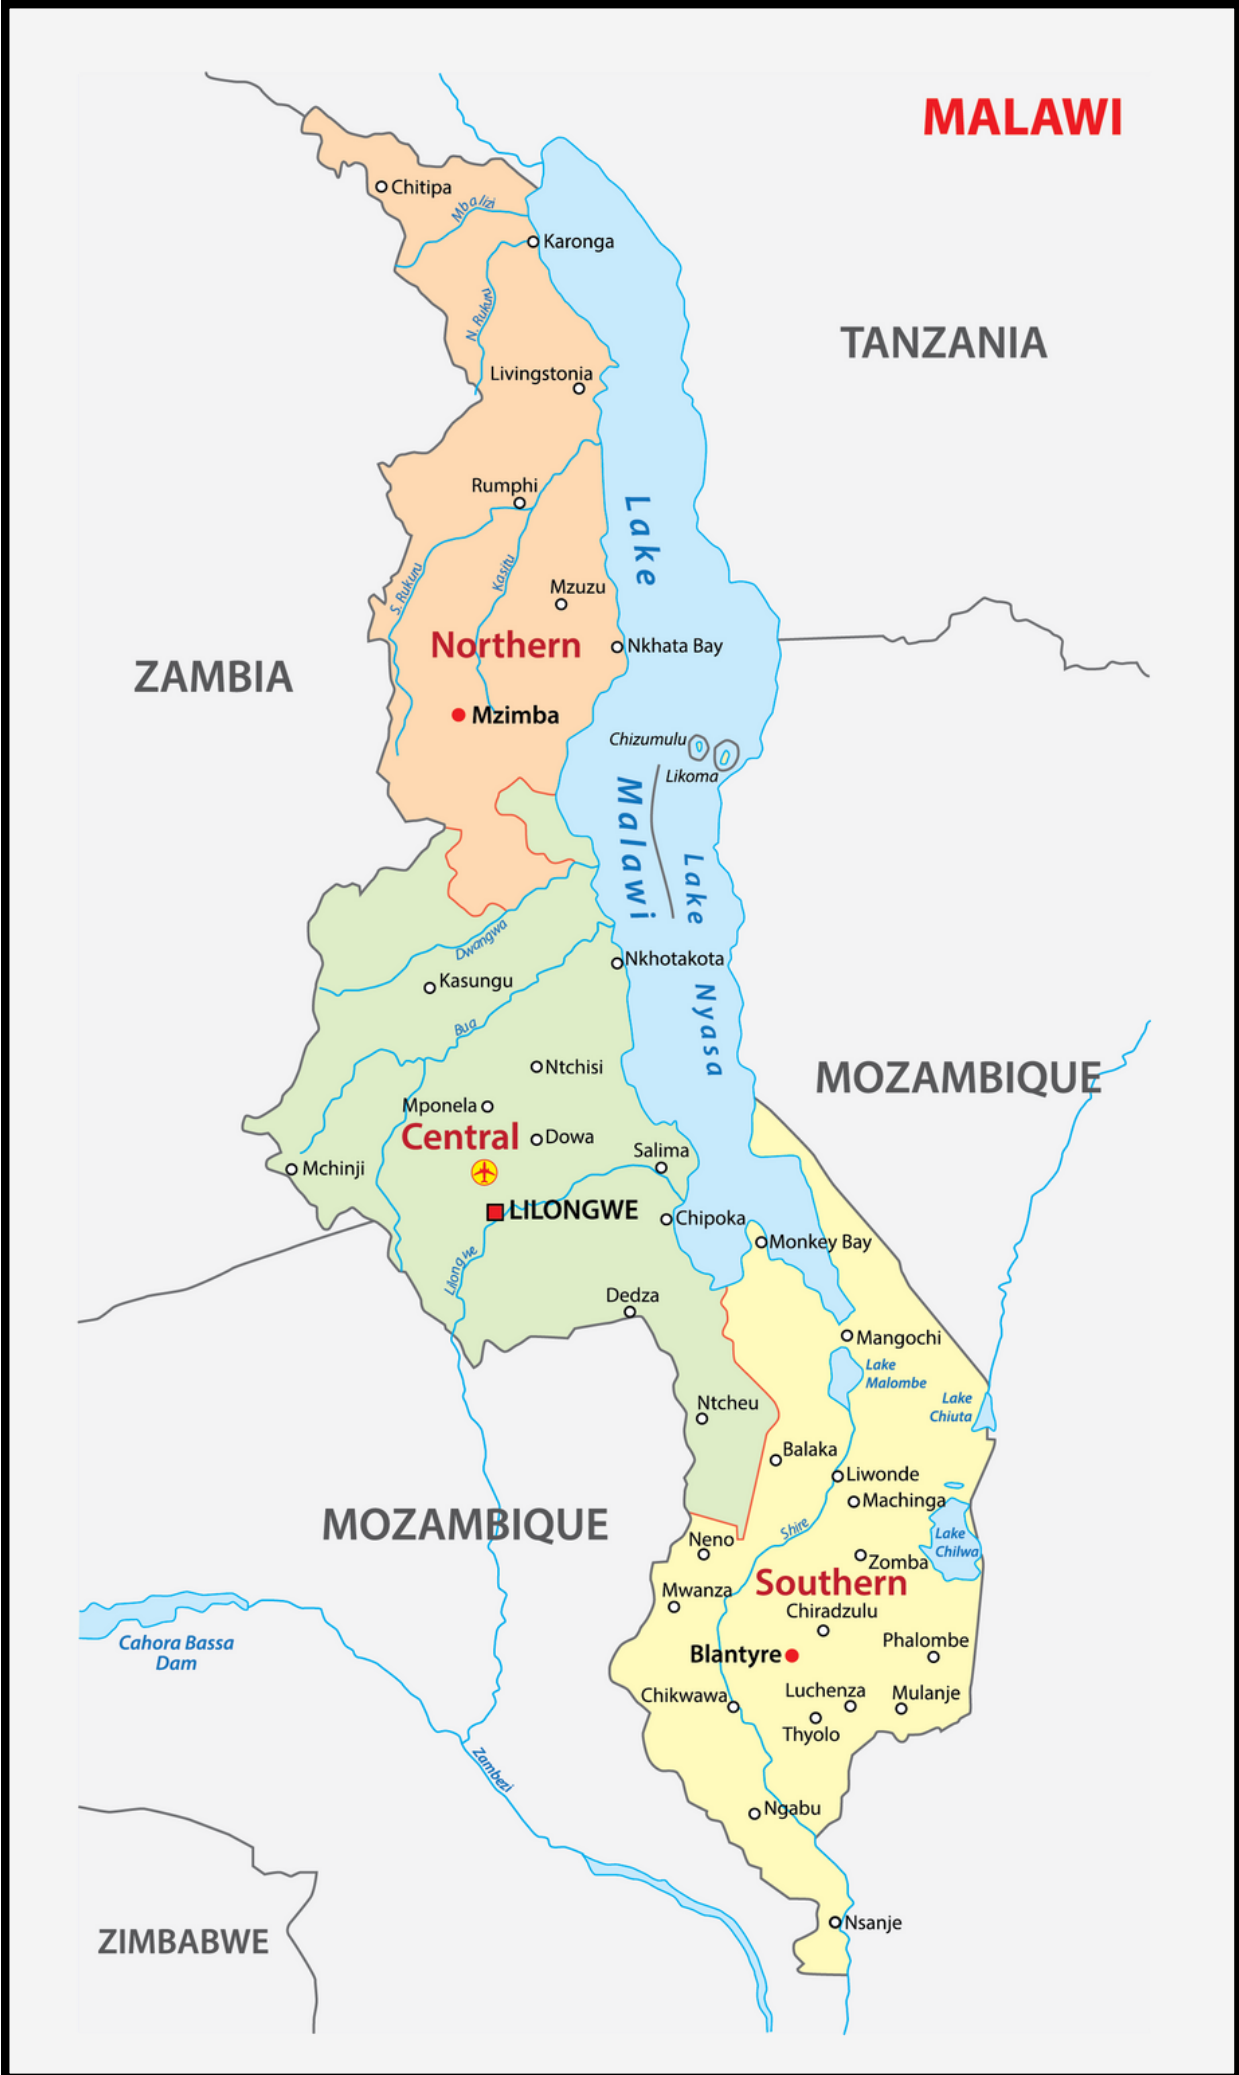 MALAWI
Chitipa
Mbalizi
Karonga
N. Rukuru
TANZANIA
Livingstonia
Rumphi
Lake
S. Rukuru
Kasitu
Mzuzu
Northern
Nkhata Bay
ZAMBIA
Mzimba
Chizumulu
Likoma
Malawi
Lake
Nyasa
Dwangwa
Nkhotakota
Kasungu
Bua
Ntchisi
MOZAMBIQUE
Mponela
Central
Dowa
Salima
Mchinji
LILONGWE
Chipoka
Monkey Bay
Lilongwe
Dedza
Mangochi
Lake
Malombe
Lake
Chiuta
Ntcheu
Balaka
Liwonde
Machinga
MOZAMBIQUE
Shire
Neno
Lake
Chilwa
Zomba
Southern
Mwanza
Chiradzulu
Cahora Bassa
Dam
Blantyre
Phalombe
Chikwawa
Luchenza
Mulanje
Thyolo
Zambezi
Ngabu
ZIMBABWE
Nsanje